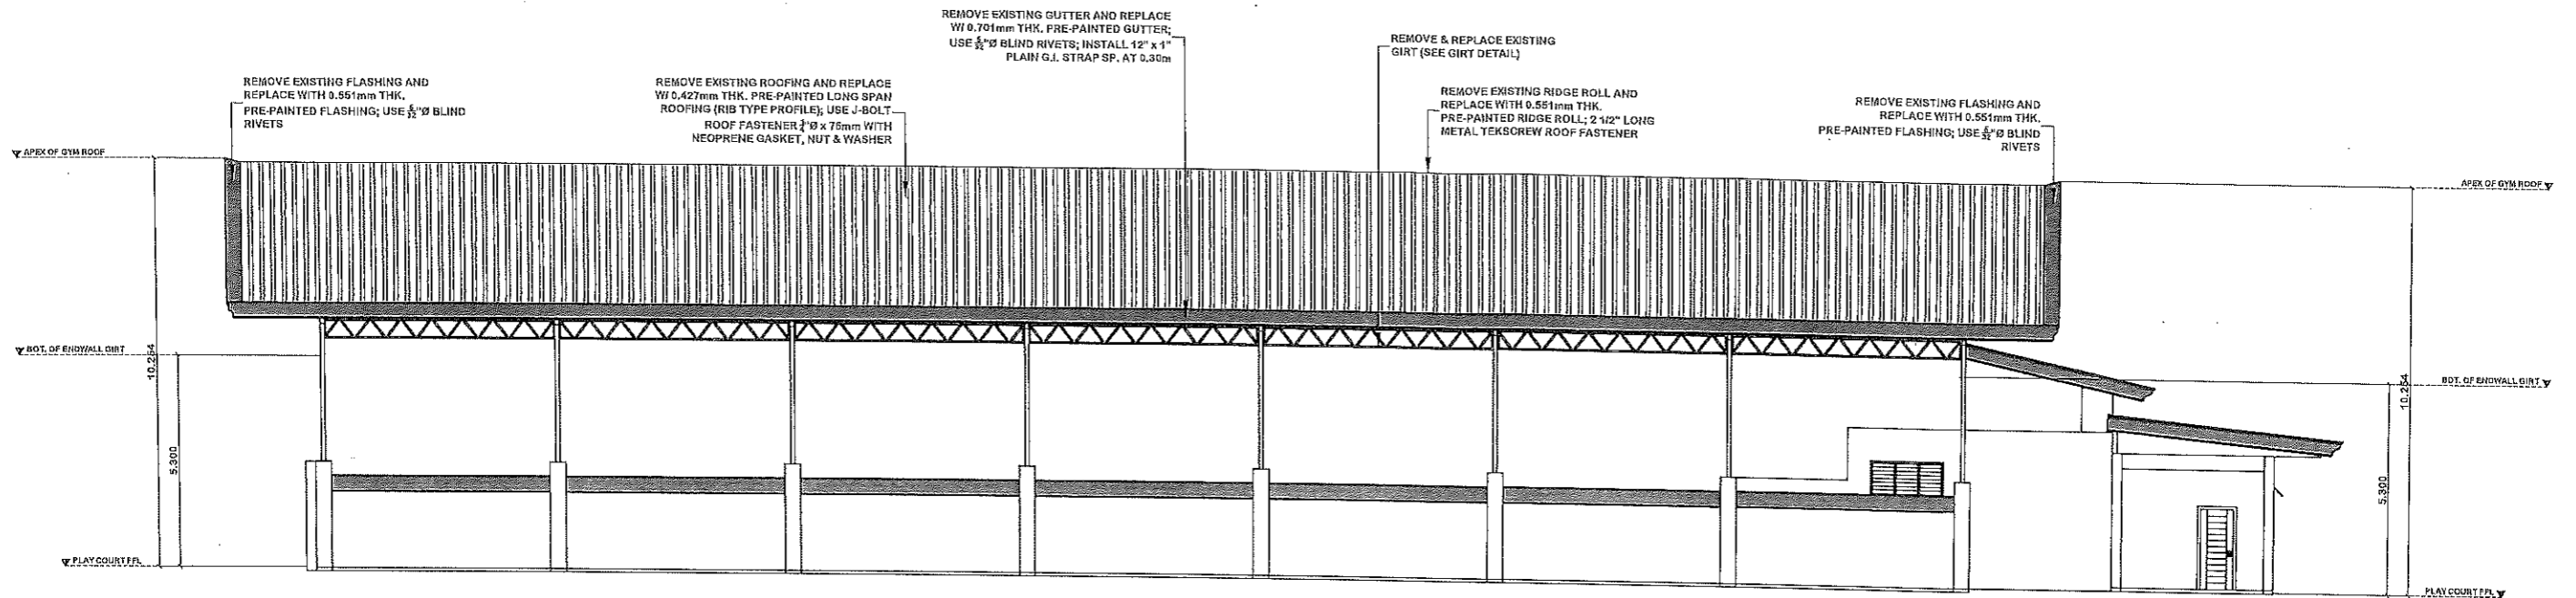 REMOVE EXISTING GUTTER AND REPLACE
W/ 0.701mm THK. PRE-PAINTED GUTTER;
USE 5/32"Ø BLIND RIVETS; INSTALL 12" x 1"
PLAIN G.I. STRAP SP. AT 0.30m
REMOVE & REPLACE EXISTING
GIRT (SEE GIRT DETAIL)
REMOVE EXISTING FLASHING AND
REPLACE WITH 0.551mm THK.
PRE-PAINTED FLASHING; USE 5/32"Ø BLIND
RIVETS
REMOVE EXISTING ROOFING AND REPLACE
W/ 0.427mm THK. PRE-PAINTED LONG SPAN
ROOFING (RIB TYPE PROFILE); USE J-BOLT
ROOF FASTENER Ø x 75mm WITH
NEOPRENE GASKET, NUT & WASHER
REMOVE EXISTING RIDGE ROLL AND
REPLACE WITH 0.551mm THK.
PRE-PAINTED RIDGE ROLL; 2 1/2" LONG
METAL TEKSCREW ROOF FASTENER
REMOVE EXISTING FLASHING AND
REPLACE WITH 0.551mm THK.
PRE-PAINTED FLASHING; USE 5/32"Ø BLIND
RIVETS
APEX OF GYM ROOF
APEX OF GYM ROOF
BOT. OF ENDWALL GIRT
10.254
BOT. OF ENDWALL GIRT
10.254
5.300
5.300
PLAY COURT FFL
PLAY COURT FFL